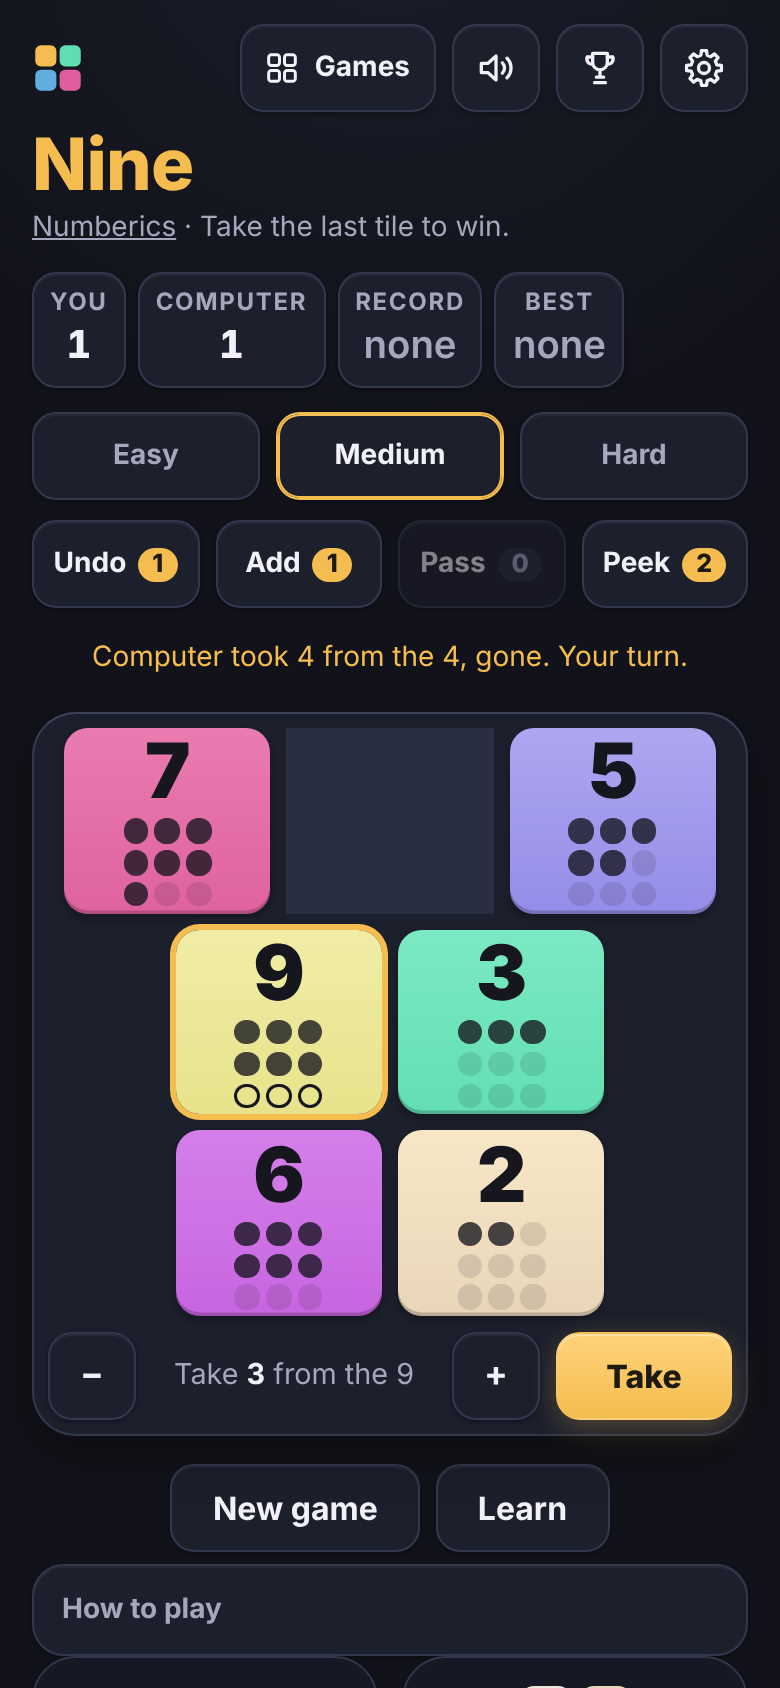 Games
Nine
Numberics · Take the last tile to win.
YOU COMPUTER RECORD BEST
1 1 none none
Easy Medium Hard
Undo 1 Add 1 Pass 0 Peek 2
Computer took 4 from the 4, gone. Your turn.
7 5
9 3
6 2
− Take 3 from the 9 + Take
New game Learn
How to play